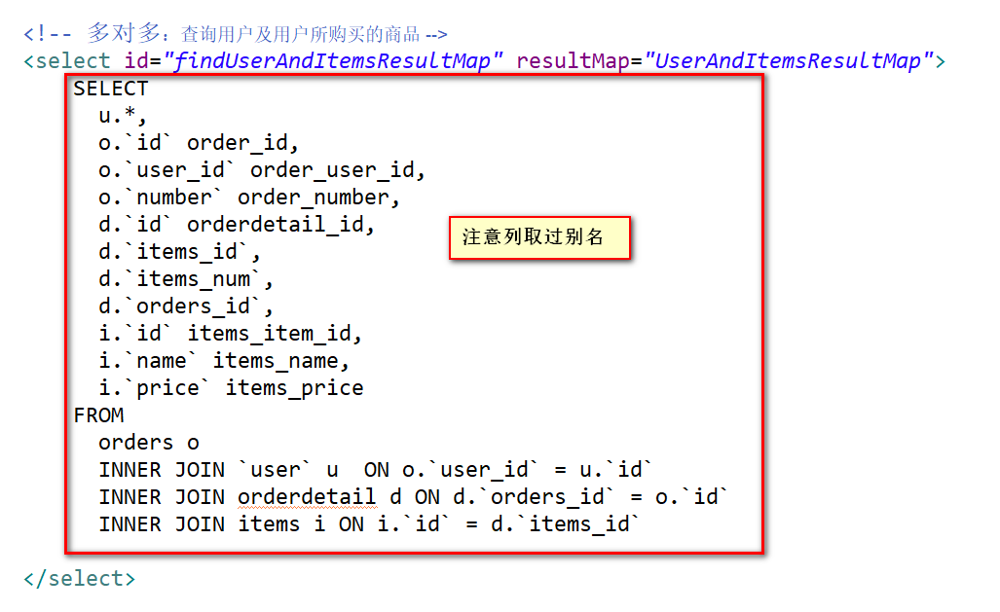 <!-- 多对多：查询用户及用户所购买的商品 -->
<select id="findUserAndItemsResultMap" resultMap="UserAndItemsResultMap">
SELECT
u.*,
o.`id` order_id,
o.`user_id` order_user_id,
o.`number` order_number,
d.`id` orderdetail_id,
注意列取过别名
d.`items_id`,
d.`items_num`,
d.`orders_id`,
i.`id` items_item_id,
i.`name` items_name,
i.`price` items_price
FROM
orders o
INNER JOIN `user` u  ON o.`user_id` = u.`id`
INNER JOIN orderdetail d ON d.`orders_id` = o.`id`
INNER JOIN items i ON i.`id` = d.`items_id`
</select>